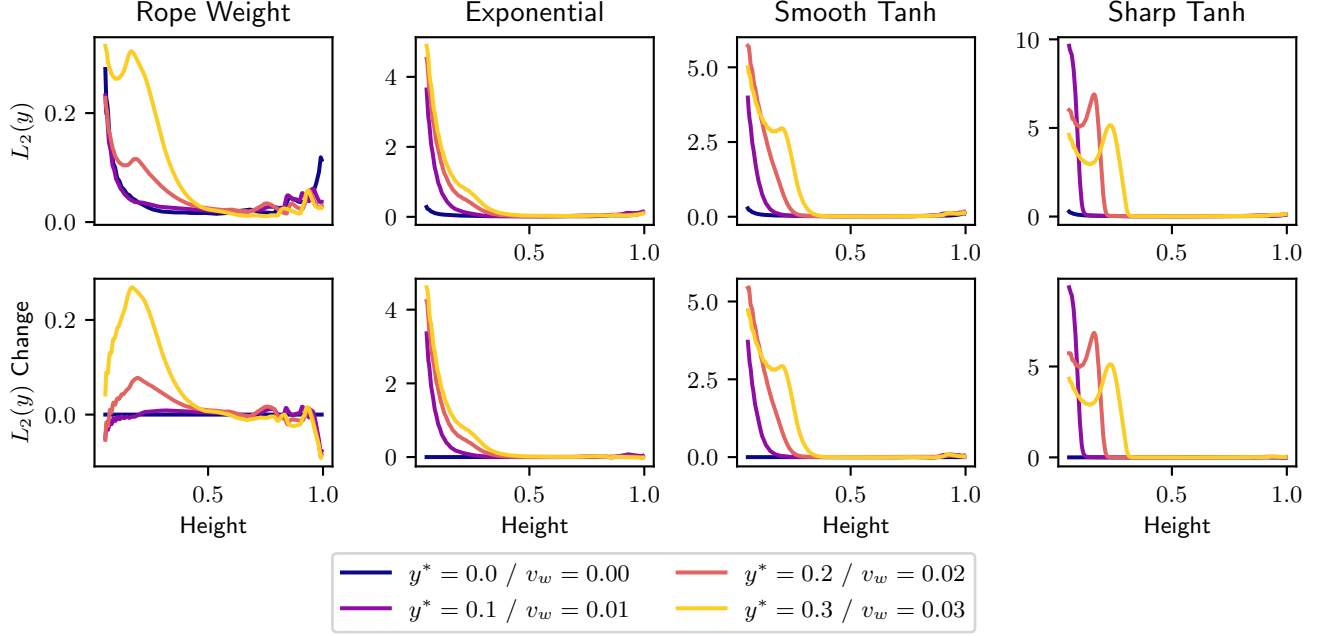 Rope Weight Exponential Smooth Tanh Sharp Tanh
L₂(y)
0.2
0.0
4
2
0
0.5 1.0
5.0
2.5
0.0
0.5 1.0
10
5
0
0.5 1.0
L₂(y) Change
0.2
0.0
0.5 1.0
Height
4
2
0
0.5 1.0
Height
5.0
2.5
0.0
0.5 1.0
Height
5
0
0.5 1.0
Height
y* = 0.0 / v_w = 0.00
y* = 0.1 / v_w = 0.01
y* = 0.2 / v_w = 0.02
y* = 0.3 / v_w = 0.03